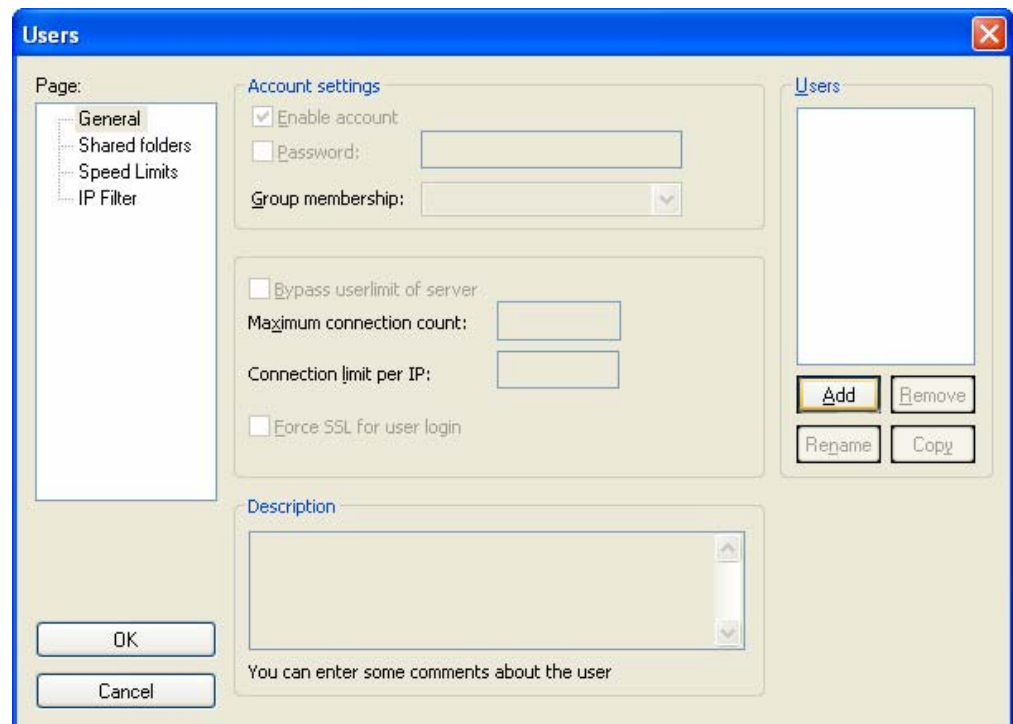 Users
Page:
General
Shared folders
Speed Limits
IP Filter
OK
Cancel
Account settings
Enable account
Password:
Group membership:
Bypass userlimit of server
Maximum connection count:
Connection limit per IP:
Force SSL for user login
Description
You can enter some comments about the user
Users
Add Remove
Rename Copy